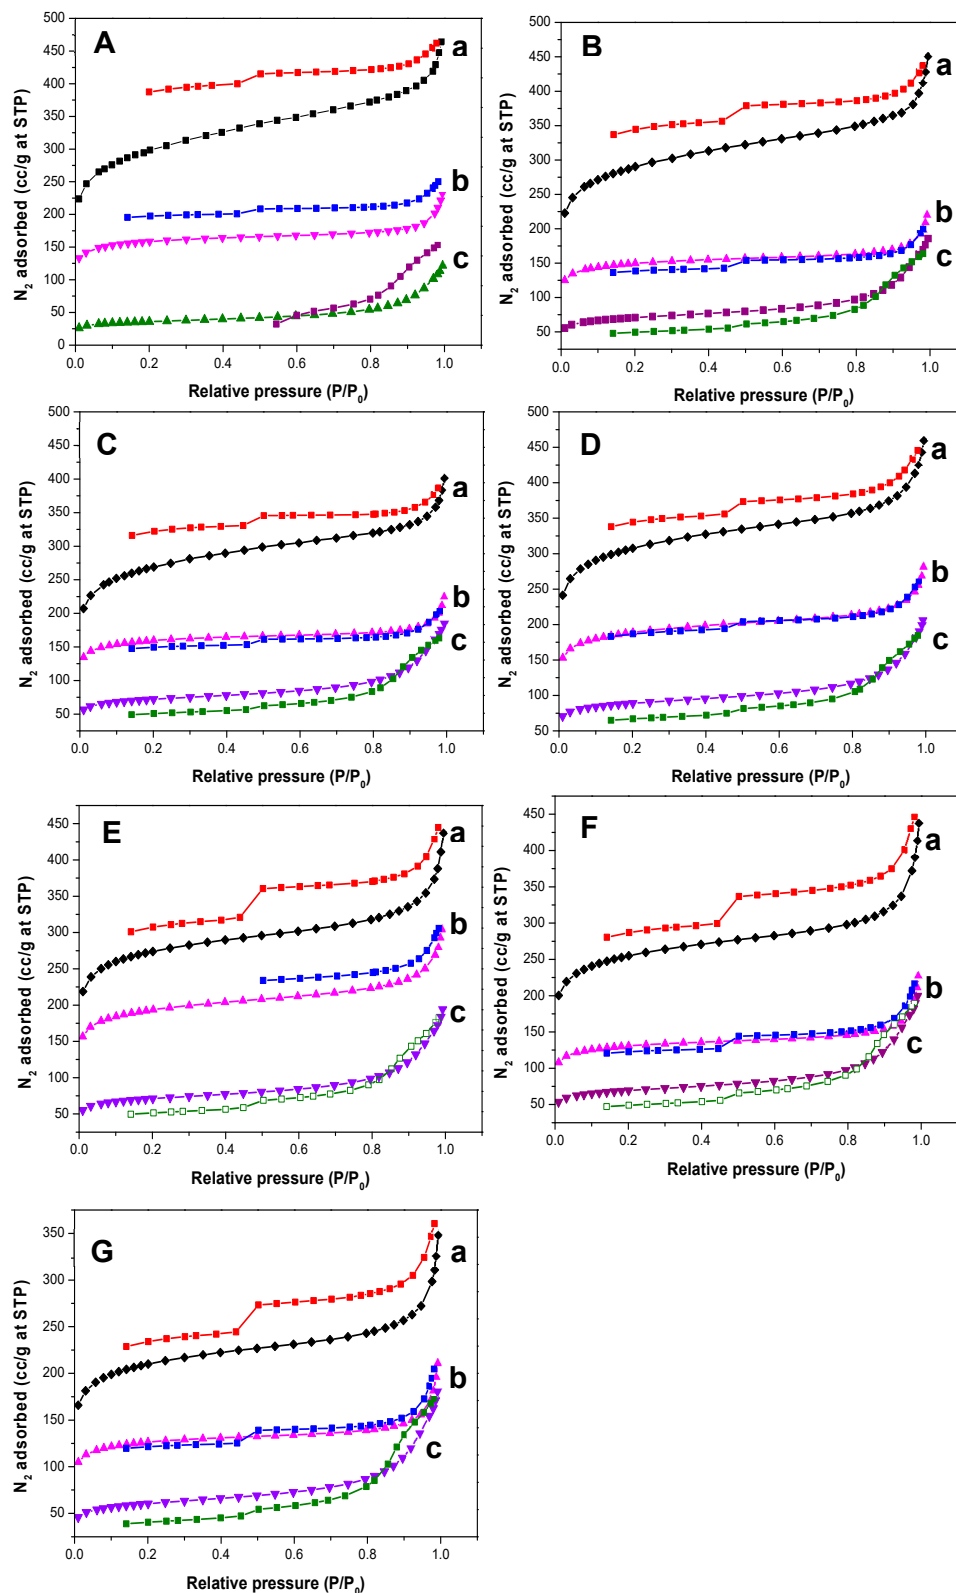 A
a
b
c
500
450
400
350
300
250
200
150
100
50
0
N₂ adsorbed (cc/g at STP)
0.0 0.2 0.4 0.6 0.8 1.0
Relative pressure (P/P₀)
B
a
b
c
500
450
400
350
300
250
200
150
100
50
N₂ adsorbed (cc/g at STP)
0.0 0.2 0.4 0.6 0.8 1.0
Relative pressure (P/P₀)
C
a
b
c
500
450
400
350
300
250
200
150
100
50
N₂ adsorbed (cc/g at STP)
0.0 0.2 0.4 0.6 0.8 1.0
Relative pressure (P/P₀)
D
a
b
c
500
450
400
350
300
250
200
150
100
50
N₂ adsorbed (cc/g at STP)
0.0 0.2 0.4 0.6 0.8 1.0
Relative pressure (P/P₀)
E
a
b
c
450
400
350
300
250
200
150
100
50
N₂ adsorbed (cc/g at STP)
0.0 0.2 0.4 0.6 0.8 1.0
Relative pressure (P/P₀)
F
a
b
c
450
400
350
300
250
200
150
100
50
N₂ adsorbed (cc/g at STP)
0.0 0.2 0.4 0.6 0.8 1.0
Relative pressure (P/P₀)
G
a
b
c
350
300
250
200
150
100
50
N₂ adsorbed (cc/g at STP)
0.0 0.2 0.4 0.6 0.8 1.0
Relative pressure (P/P₀)